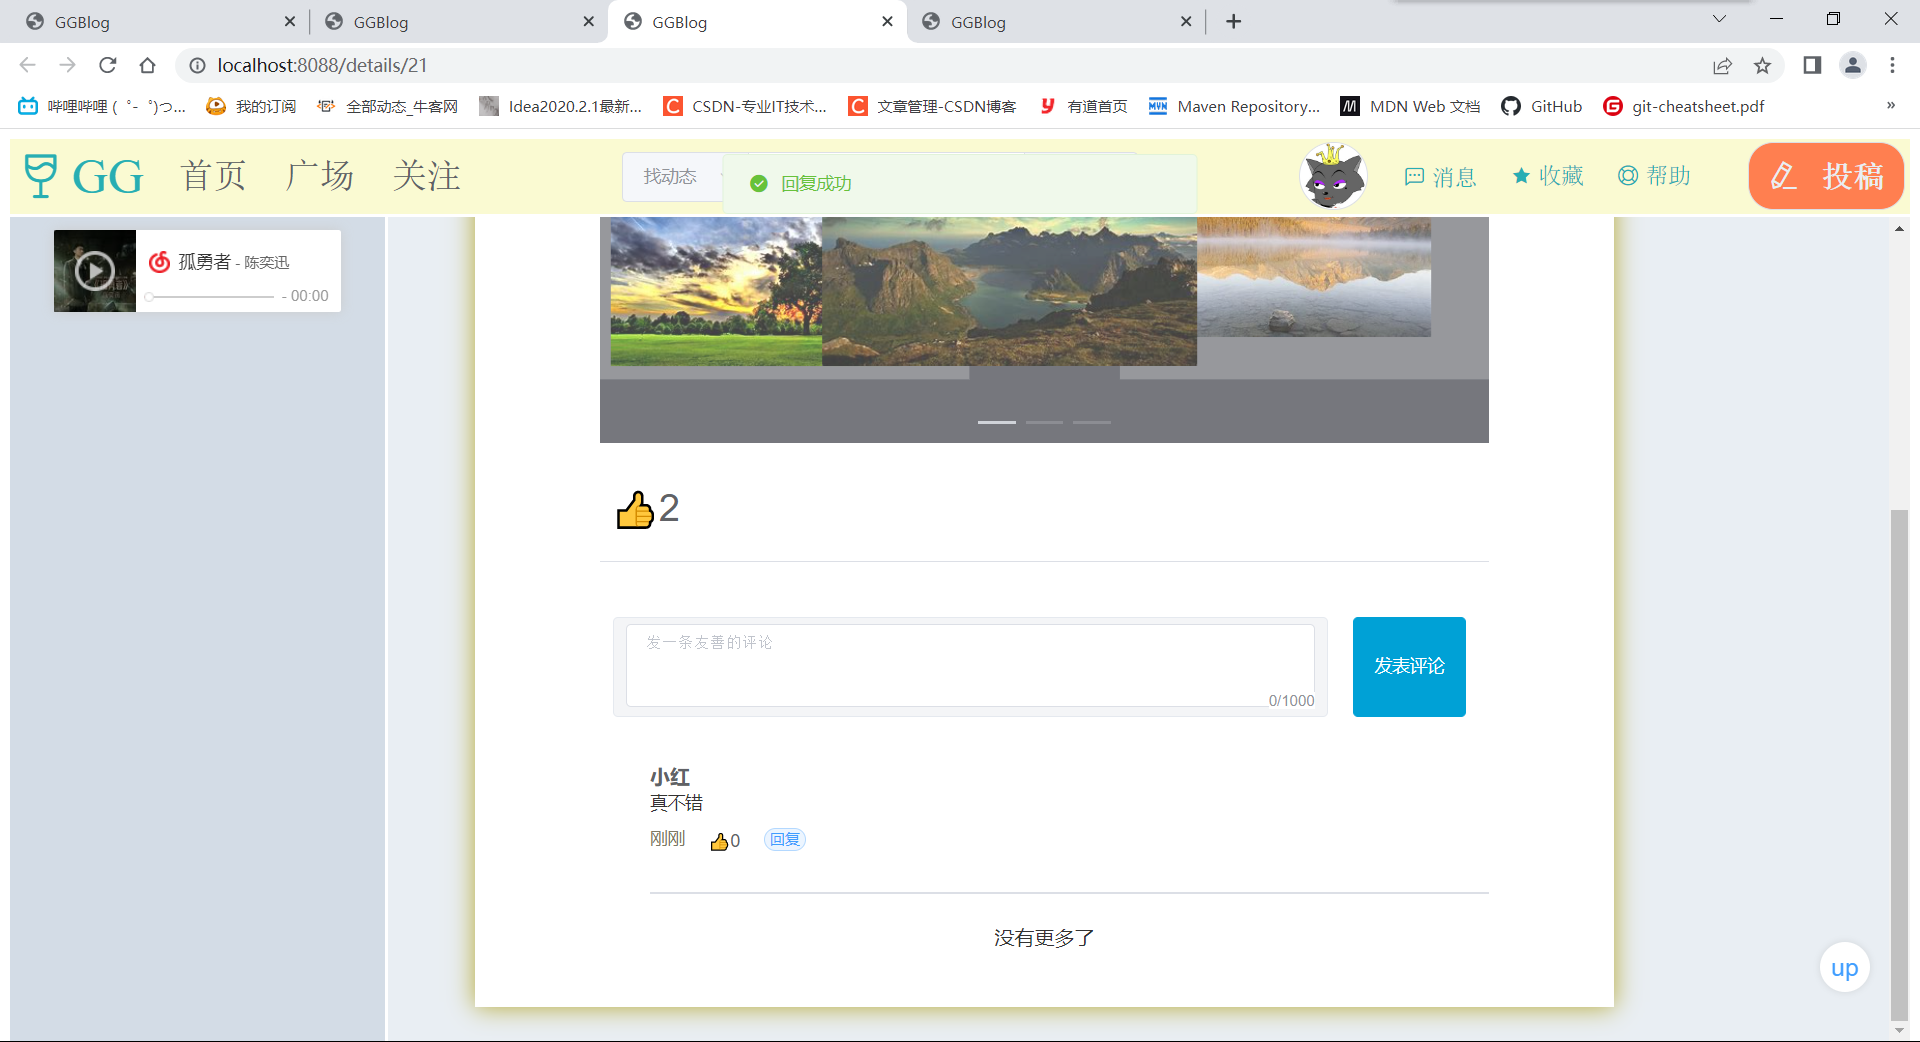 GGBlog
GGBlog
GGBlog
GGBlog
localhost:8088/details/21
哔哩哔哩 ( ゜- ゜)つ...
我的订阅
全部动态_牛客网
Idea2020.2.1最新...
CSDN-专业IT技术...
文章管理-CSDN博客
有道首页
Maven Repository...
MDN Web 文档
GitHub
git-cheatsheet.pdf
»
GG
首页
广场
关注
找动态
回复成功
消息
收藏
帮助
投稿
孤勇者 - 陈奕迅
- 00:00
2
发一条友善的评论
0/1000
发表评论
小红
真不错
刚刚
0
回复
没有更多了
up